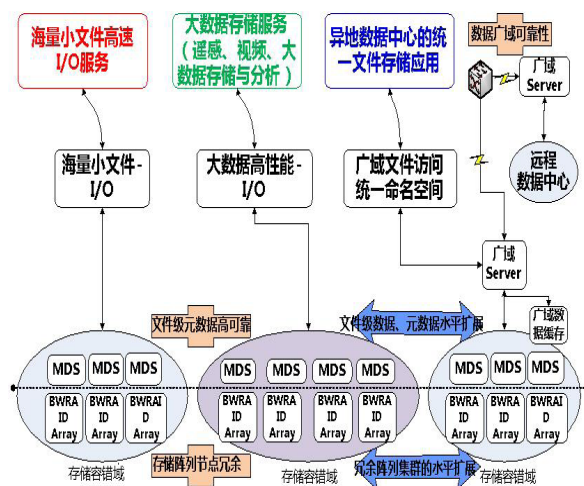 海量小文件高速
I/O服务
大数据存储服务
（遥感、视频、大
数据存储与分析）
异地数据中心的统
一文件存储应用
数据广域可靠性
广域
Server
远程
数据中心
海量小文件-
I/O
大数据高性能-
I/O
广域文件访问
统一命名空间
广域
Server
广域数
据缓存
文件级元数据高可靠
文件级数据、元数据水平扩展
MDS
MDS
MDS
MDS
MDS
MDS
MDS
MDS
MDS
MDS
BWRA
ID
Array
BWRA
ID
Array
BWRAI
D
Array
BWRA
ID
Array
BWRA
ID
Array
BWRA
ID
Array
BWRA
ID
Array
BWRA
ID
Array
BWRA
ID
Array
BWRAI
D
Array
存储容错域
存储阵列节点冗余
存储容错域
冗余阵列集群的水平扩展
存储容错域